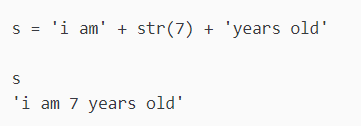 s = 'i am' + str(7) + 'years old'
s
'i am 7 years old'